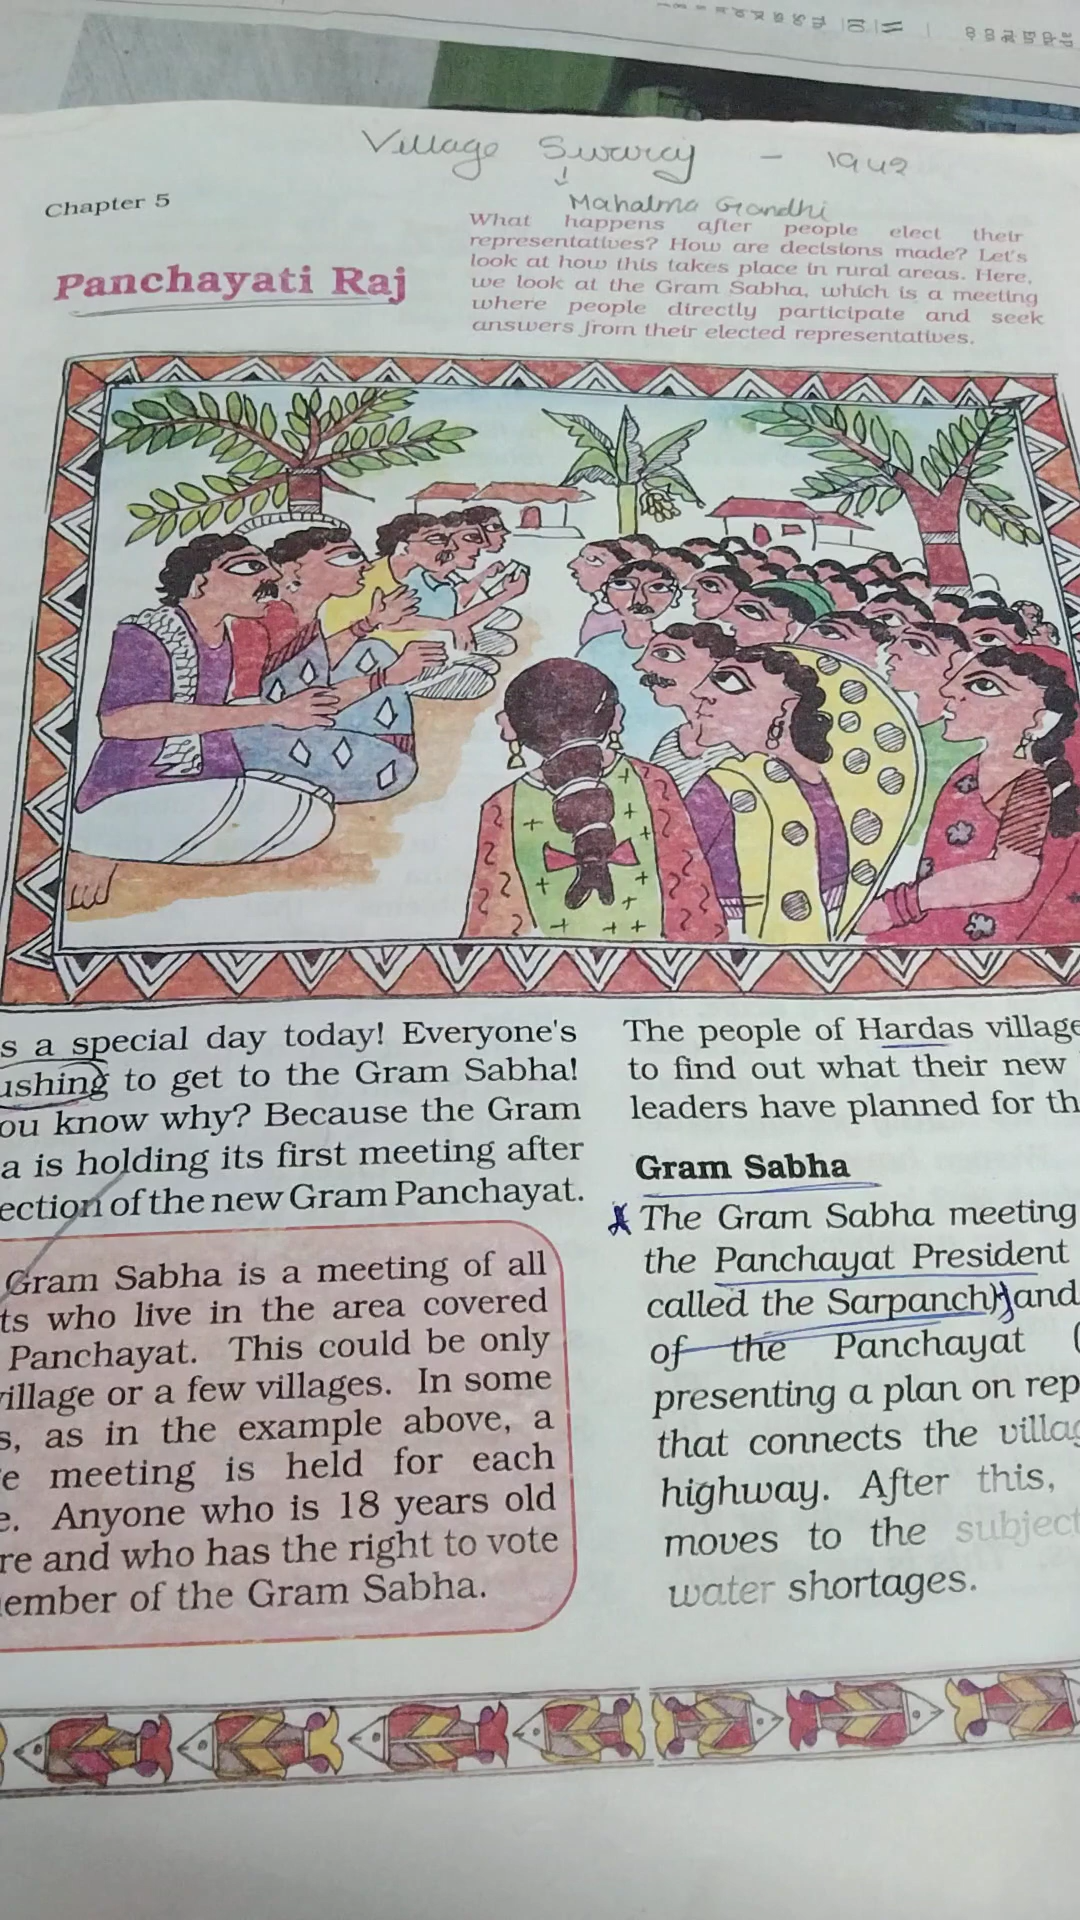 Village Swaraj - 1942
Mahatma Gandhi
Chapter 5
Panchayati Raj
What happens after people elect their
representatives? How are decisions made? Let's
look at how this takes place in rural areas. Here,
we look at the Gram Sabha, which is a meeting
where people directly participate and seek
answers from their elected representatives.
s a special day today! Everyone's
ushing to get to the Gram Sabha!
ou know why? Because the Gram
a is holding its first meeting after
ection of the new Gram Panchayat.
Gram Sabha is a meeting of all
ts who live in the area covered
Panchayat. This could be only
village or a few villages. In some
s, as in the example above, a
e meeting is held for each
e. Anyone who is 18 years old
re and who has the right to vote
ember of the Gram Sabha.
The people of Hardas village
to find out what their new
leaders have planned for th
Gram Sabha
The Gram Sabha meeting
the Panchayat President
called the Sarpanch) and
of the Panchayat (
presenting a plan on rep
that connects the villag
highway. After this,
moves to the subject
water shortages.